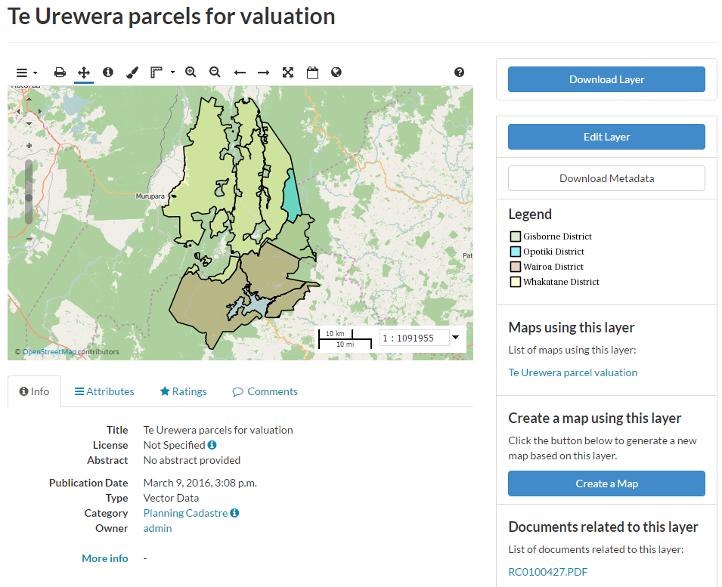 Te Urewera parcels for valuation
Download Layer
Murupara
10 km
10 mi
1 : 1091955
© OpenStreetMap contributors
Edit Layer
Download Metadata
Legend
Gisborne District
Opotiki District
Wairoa District
Whakatane District
Maps using this layer
List of maps using this layer:
Te Urewera parcel valuation
Create a map using this layer
Click the button below to generate a new
map based on this layer.
Create a Map
Documents related to this layer
List of documents related to this layer:
RC0100427.PDF
Info
Attributes
Ratings
Comments
Title Te Urewera parcels for valuation
License Not Specified
Abstract No abstract provided
Publication Date March 9, 2016, 3:08 p.m.
Type Vector Data
Category Planning Cadastre
Owner admin
More info -